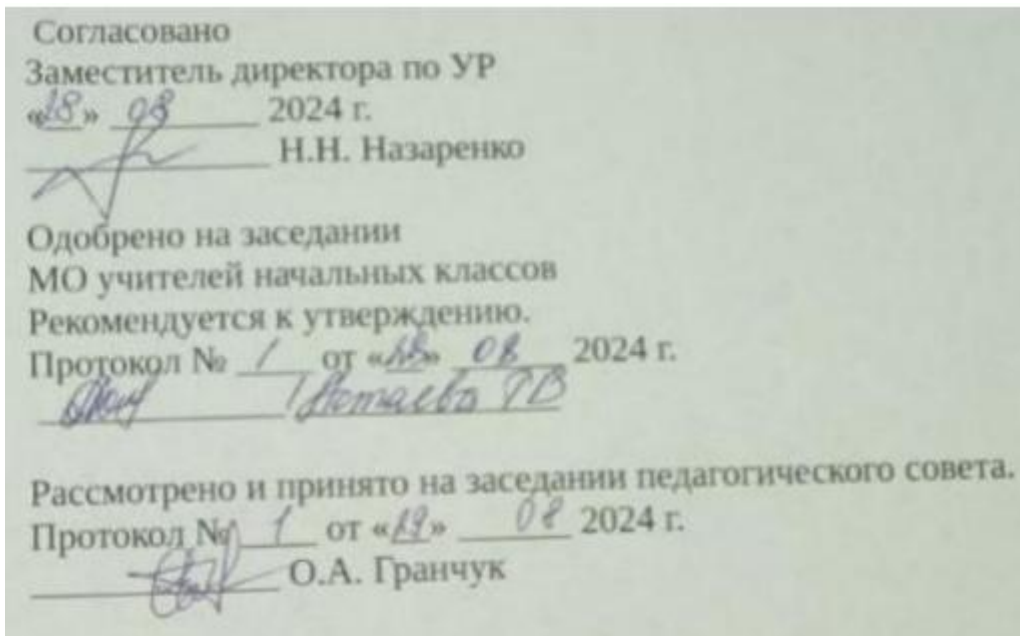 Согласовано
Заместитель директора по УР
«28» 08 2024 г.
Н.Н. Назаренко
Одобрено на заседании
МО учителей начальных классов
Рекомендуется к утверждению.
Протокол № 1 от «28» 08 2024 г.
/ ТВ
Рассмотрено и принято на заседании педагогического совета.
Протокол № 1 от «29» 08 2024 г.
О.А. Гранчук